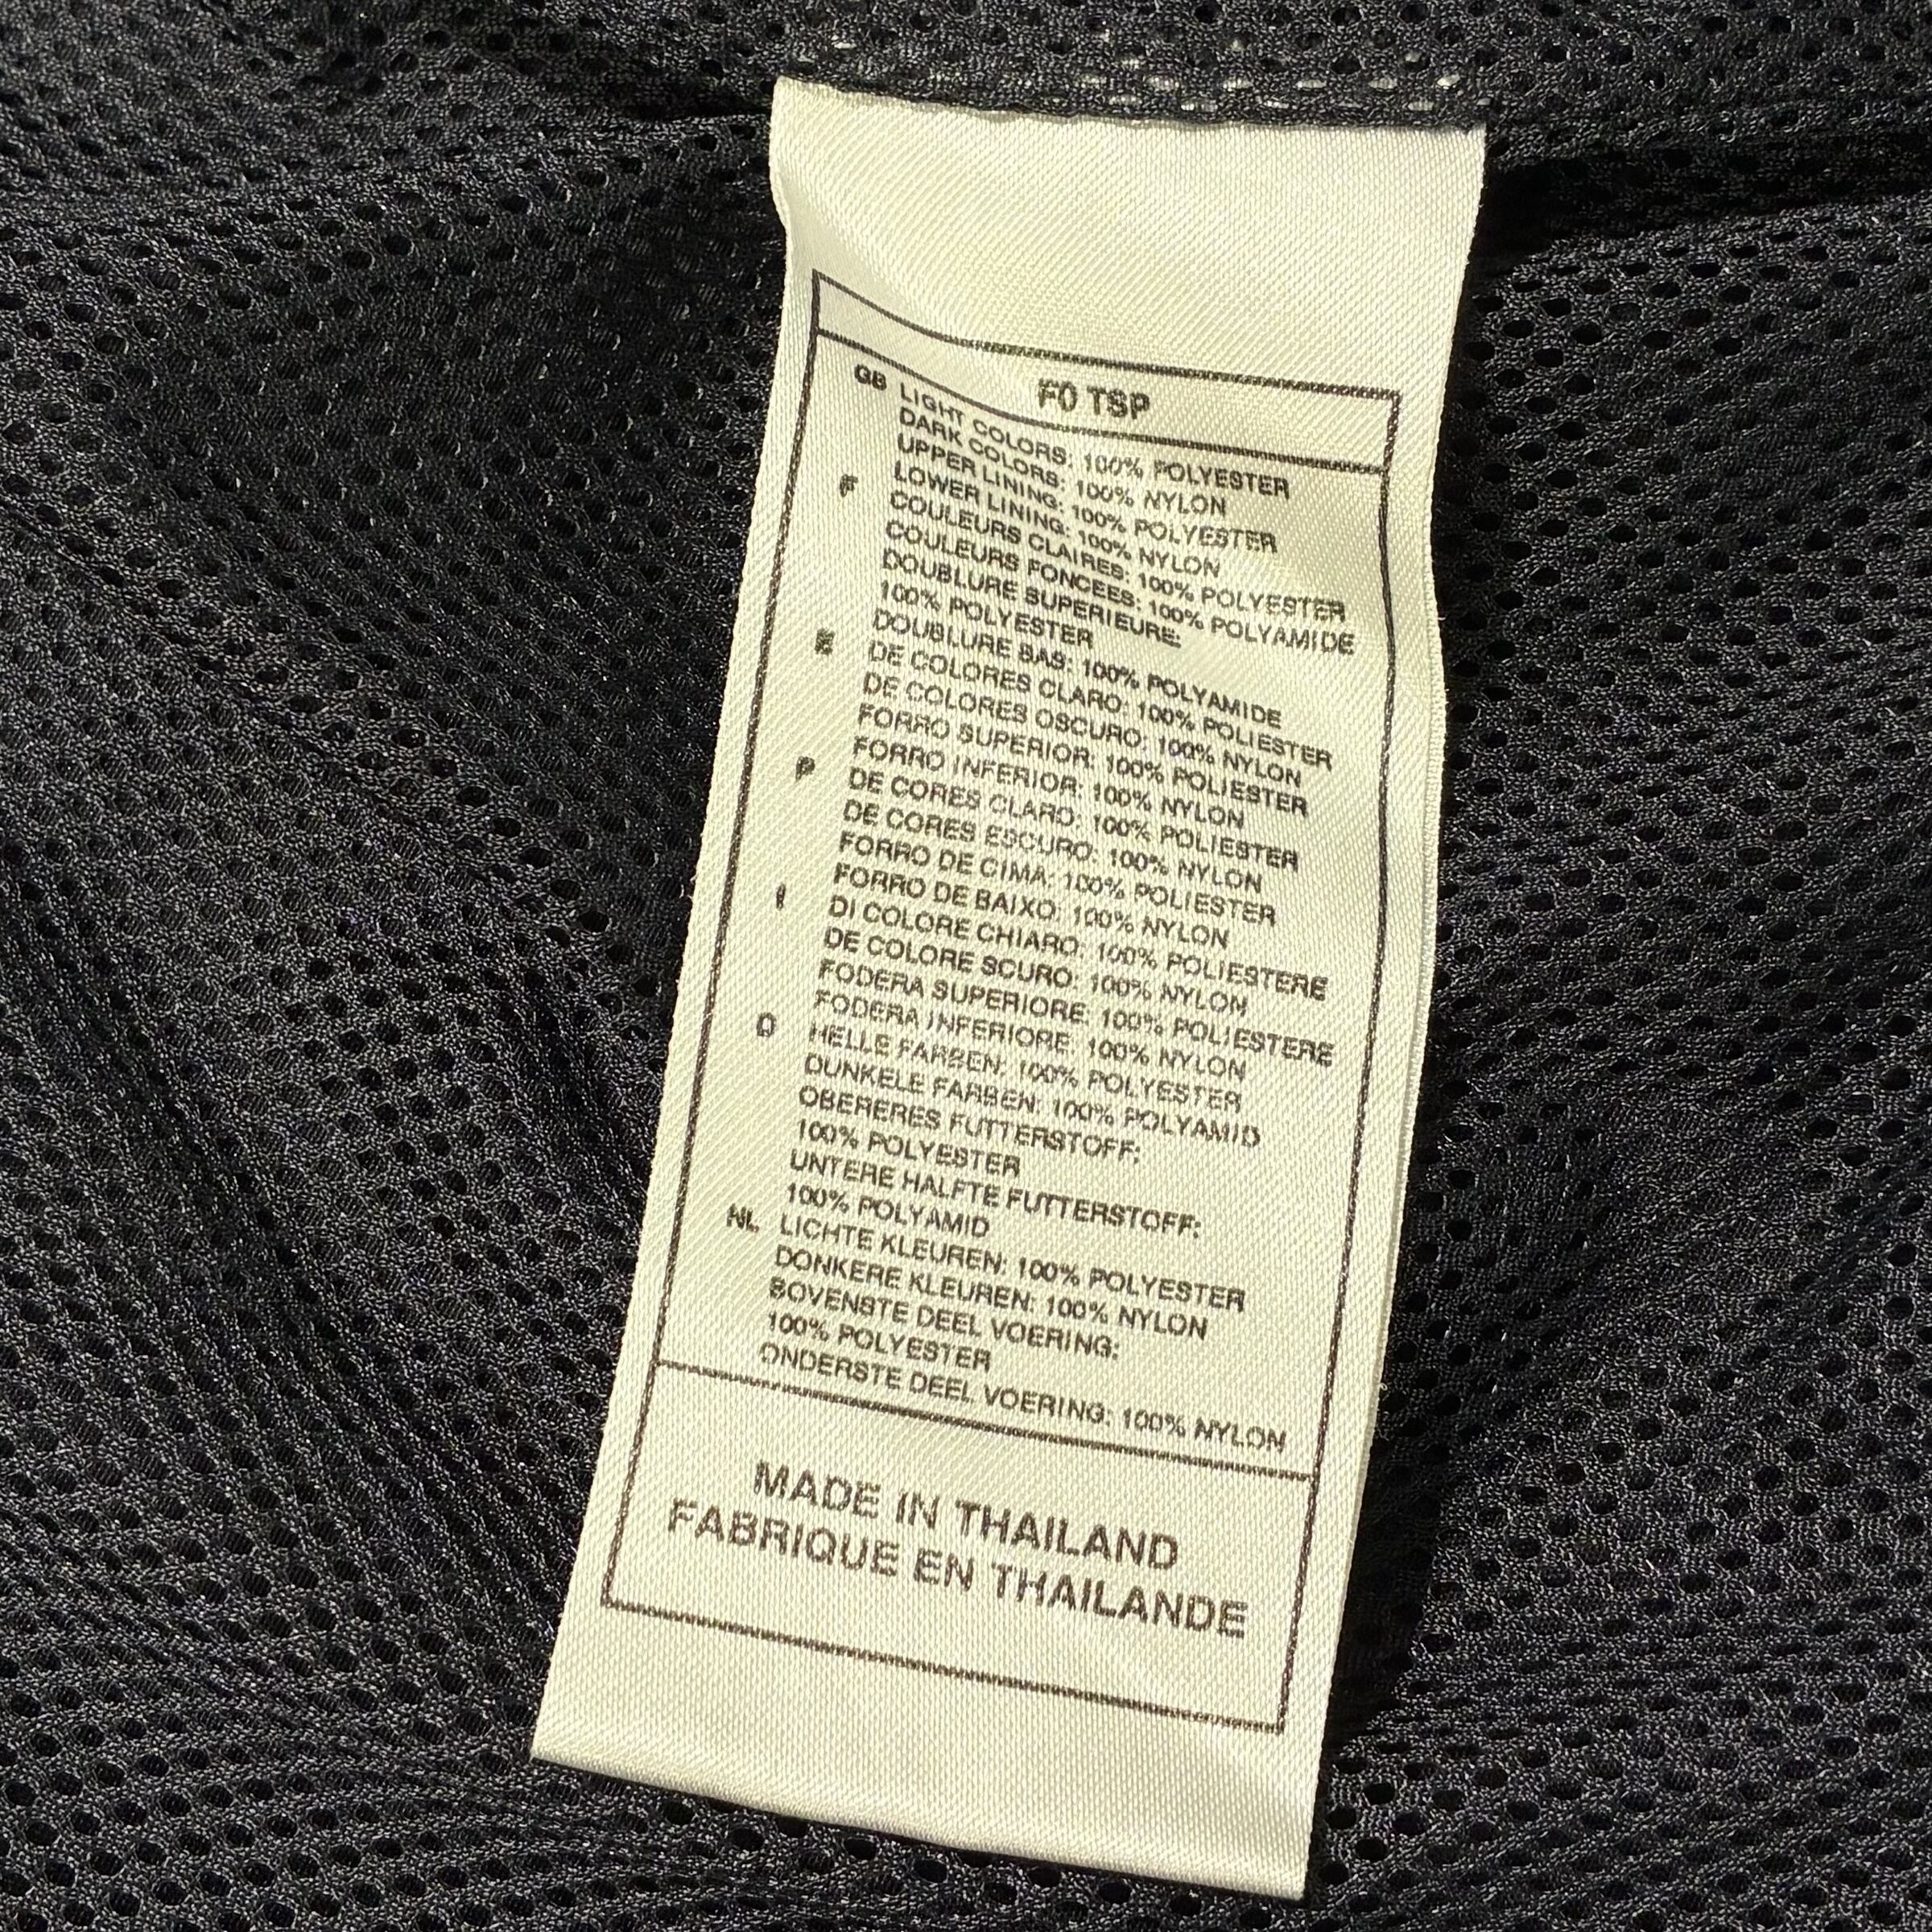 F0 TSP
GB LIGHT COLORS: 100% POLYESTER
DARK COLORS: 100% NYLON
UPPER LINING: 100% POLYESTER
LOWER LINING: 100% NYLON
F COULEURS CLAIRES: 100% POLYESTER
COULEURS FONCEES: 100% POLYAMIDE
DOUBLURE SUPERIEURE:
100% POLYESTER
DOUBLURE BAS: 100% POLYAMIDE
E DE COLORES CLARO: 100% POLIESTER
DE COLORES OSCURO: 100% NYLON
FORRO SUPERIOR: 100% POLIESTER
FORRO INFERIOR: 100% NYLON
P DE CORES CLARO: 100% POLIESTER
DE CORES ESCURO: 100% NYLON
FORRO DE CIMA: 100% POLIESTER
FORRO DE BAIXO: 100% NYLON
I DI COLORE CHIARO: 100% POLIESTERE
DE COLORE SCURO: 100% NYLON
FODERA SUPERIORE: 100% POLIESTERE
FODERA INFERIORE: 100% NYLON
D HELLE FARBEN: 100% POLYESTER
DUNKELE FARBEN: 100% POLYAMID
OBERERES FUTTERSTOFF:
100% POLYESTER
UNTERE HALFTE FUTTERSTOFF:
100% POLYAMID
NL LICHTE KLEUREN: 100% POLYESTER
DONKERE KLEUREN: 100% NYLON
BOVENSTE DEEL VOERING:
100% POLYESTER
ONDERSTE DEEL VOERING: 100% NYLON
MADE IN THAILAND
FABRIQUE EN THAILANDE